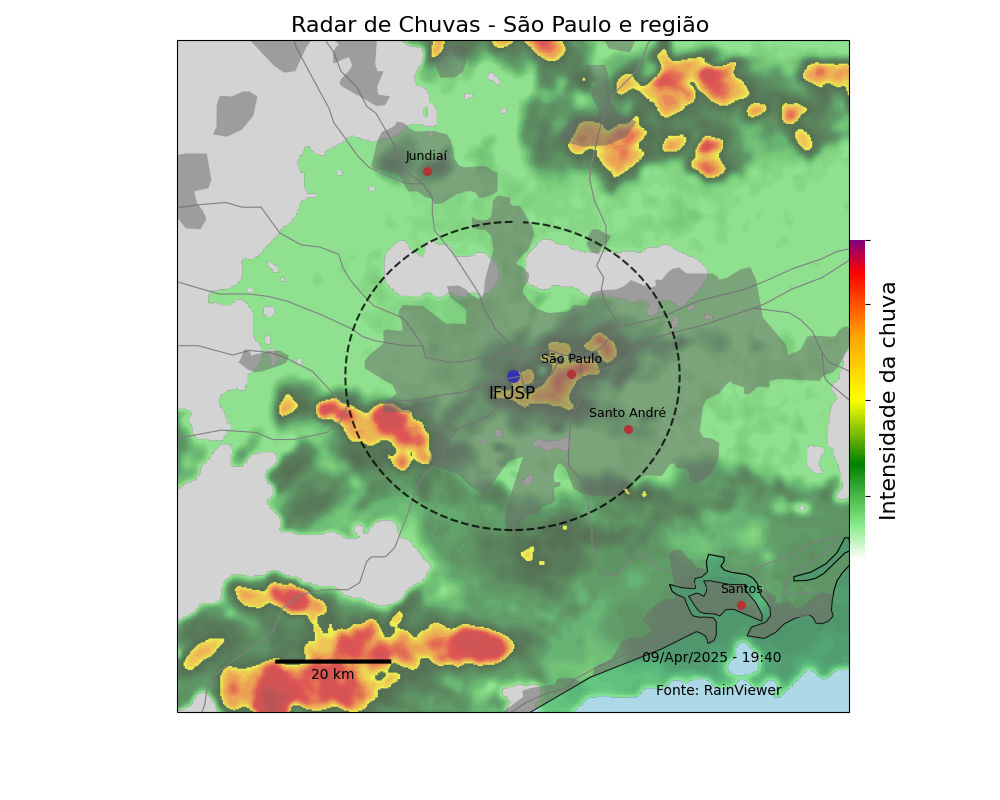 Radar de Chuvas - São Paulo e região
Jundiaí
São Paulo
IFUSP
Santo André
Intensidade da chuva
Santos
09/Apr/2025 - 19:40
20 km
Fonte: RainViewer